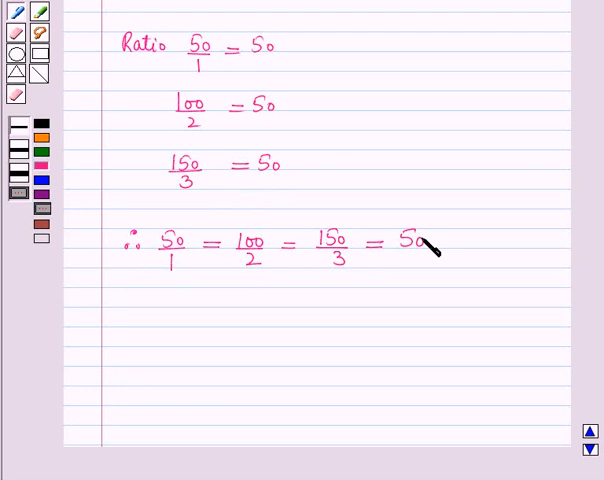 Ratio 50/1 = 50
100/2 = 50
150/3 = 50
∴ 50/1 = 100/2 = 150/3 = 50